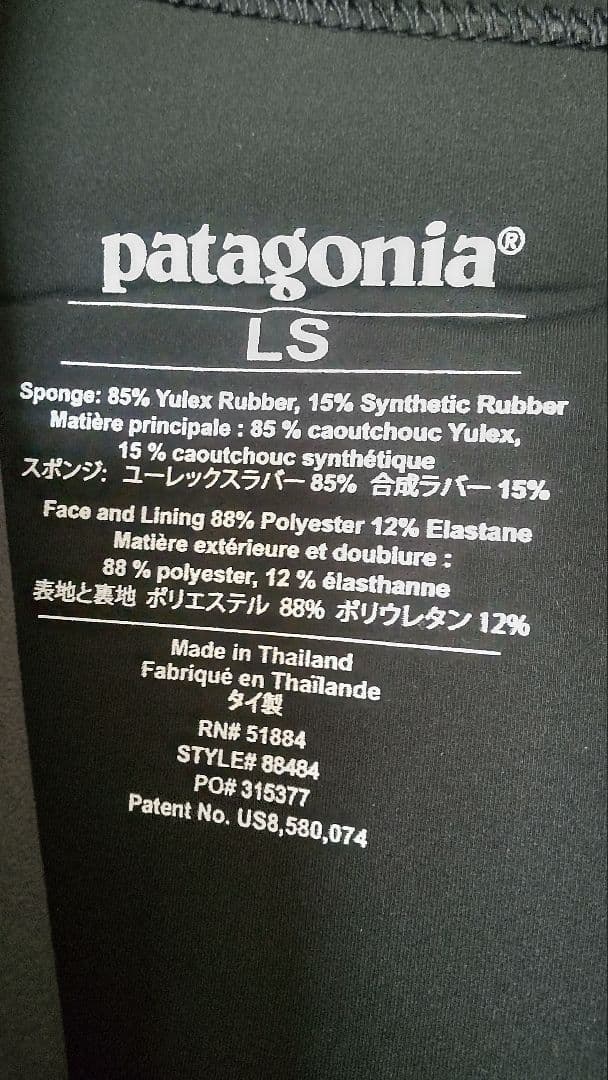 patagonia®
LS
Sponge: 85% Yulex Rubber, 15% Synthetic Rubber
Matière principale : 85 % caoutchouc Yulex,
15 % caoutchouc synthétique
スポンジ: ユーレックスラバー 85% 合成ラバー 15%
Face and Lining 88% Polyester 12% Elastane
Matière extérieure et doublure :
88 % polyester, 12 % élasthanne
表地と裏地 ポリエステル 88% ポリウレタン 12%
Made in Thailand
Fabriqué en Thaïlande
タイ製
RN# 51884
STYLE# 88484
PO# 315377
Patent No. US8,580,074